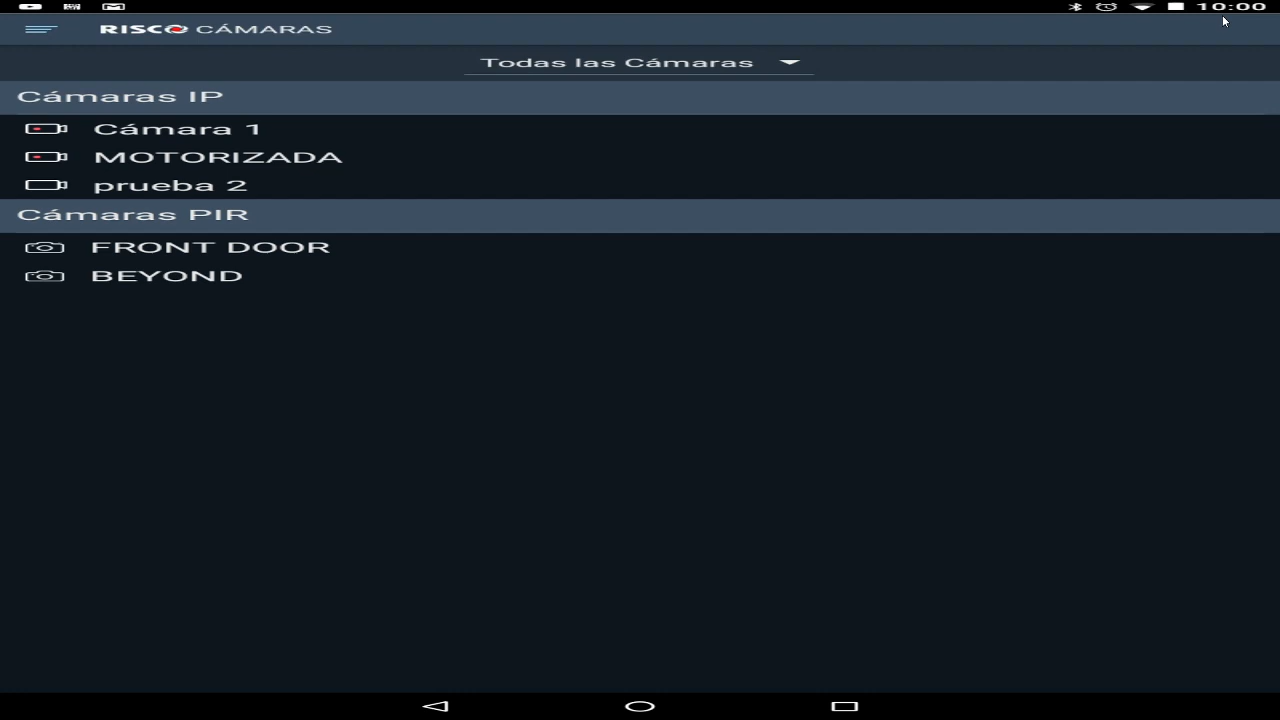 10:00
RISCO CÁMARAS
Todas las Cámaras
Cámaras IP
Cámara 1
MOTORIZADA
prueba 2
Cámaras PIR
FRONT DOOR
BEYOND